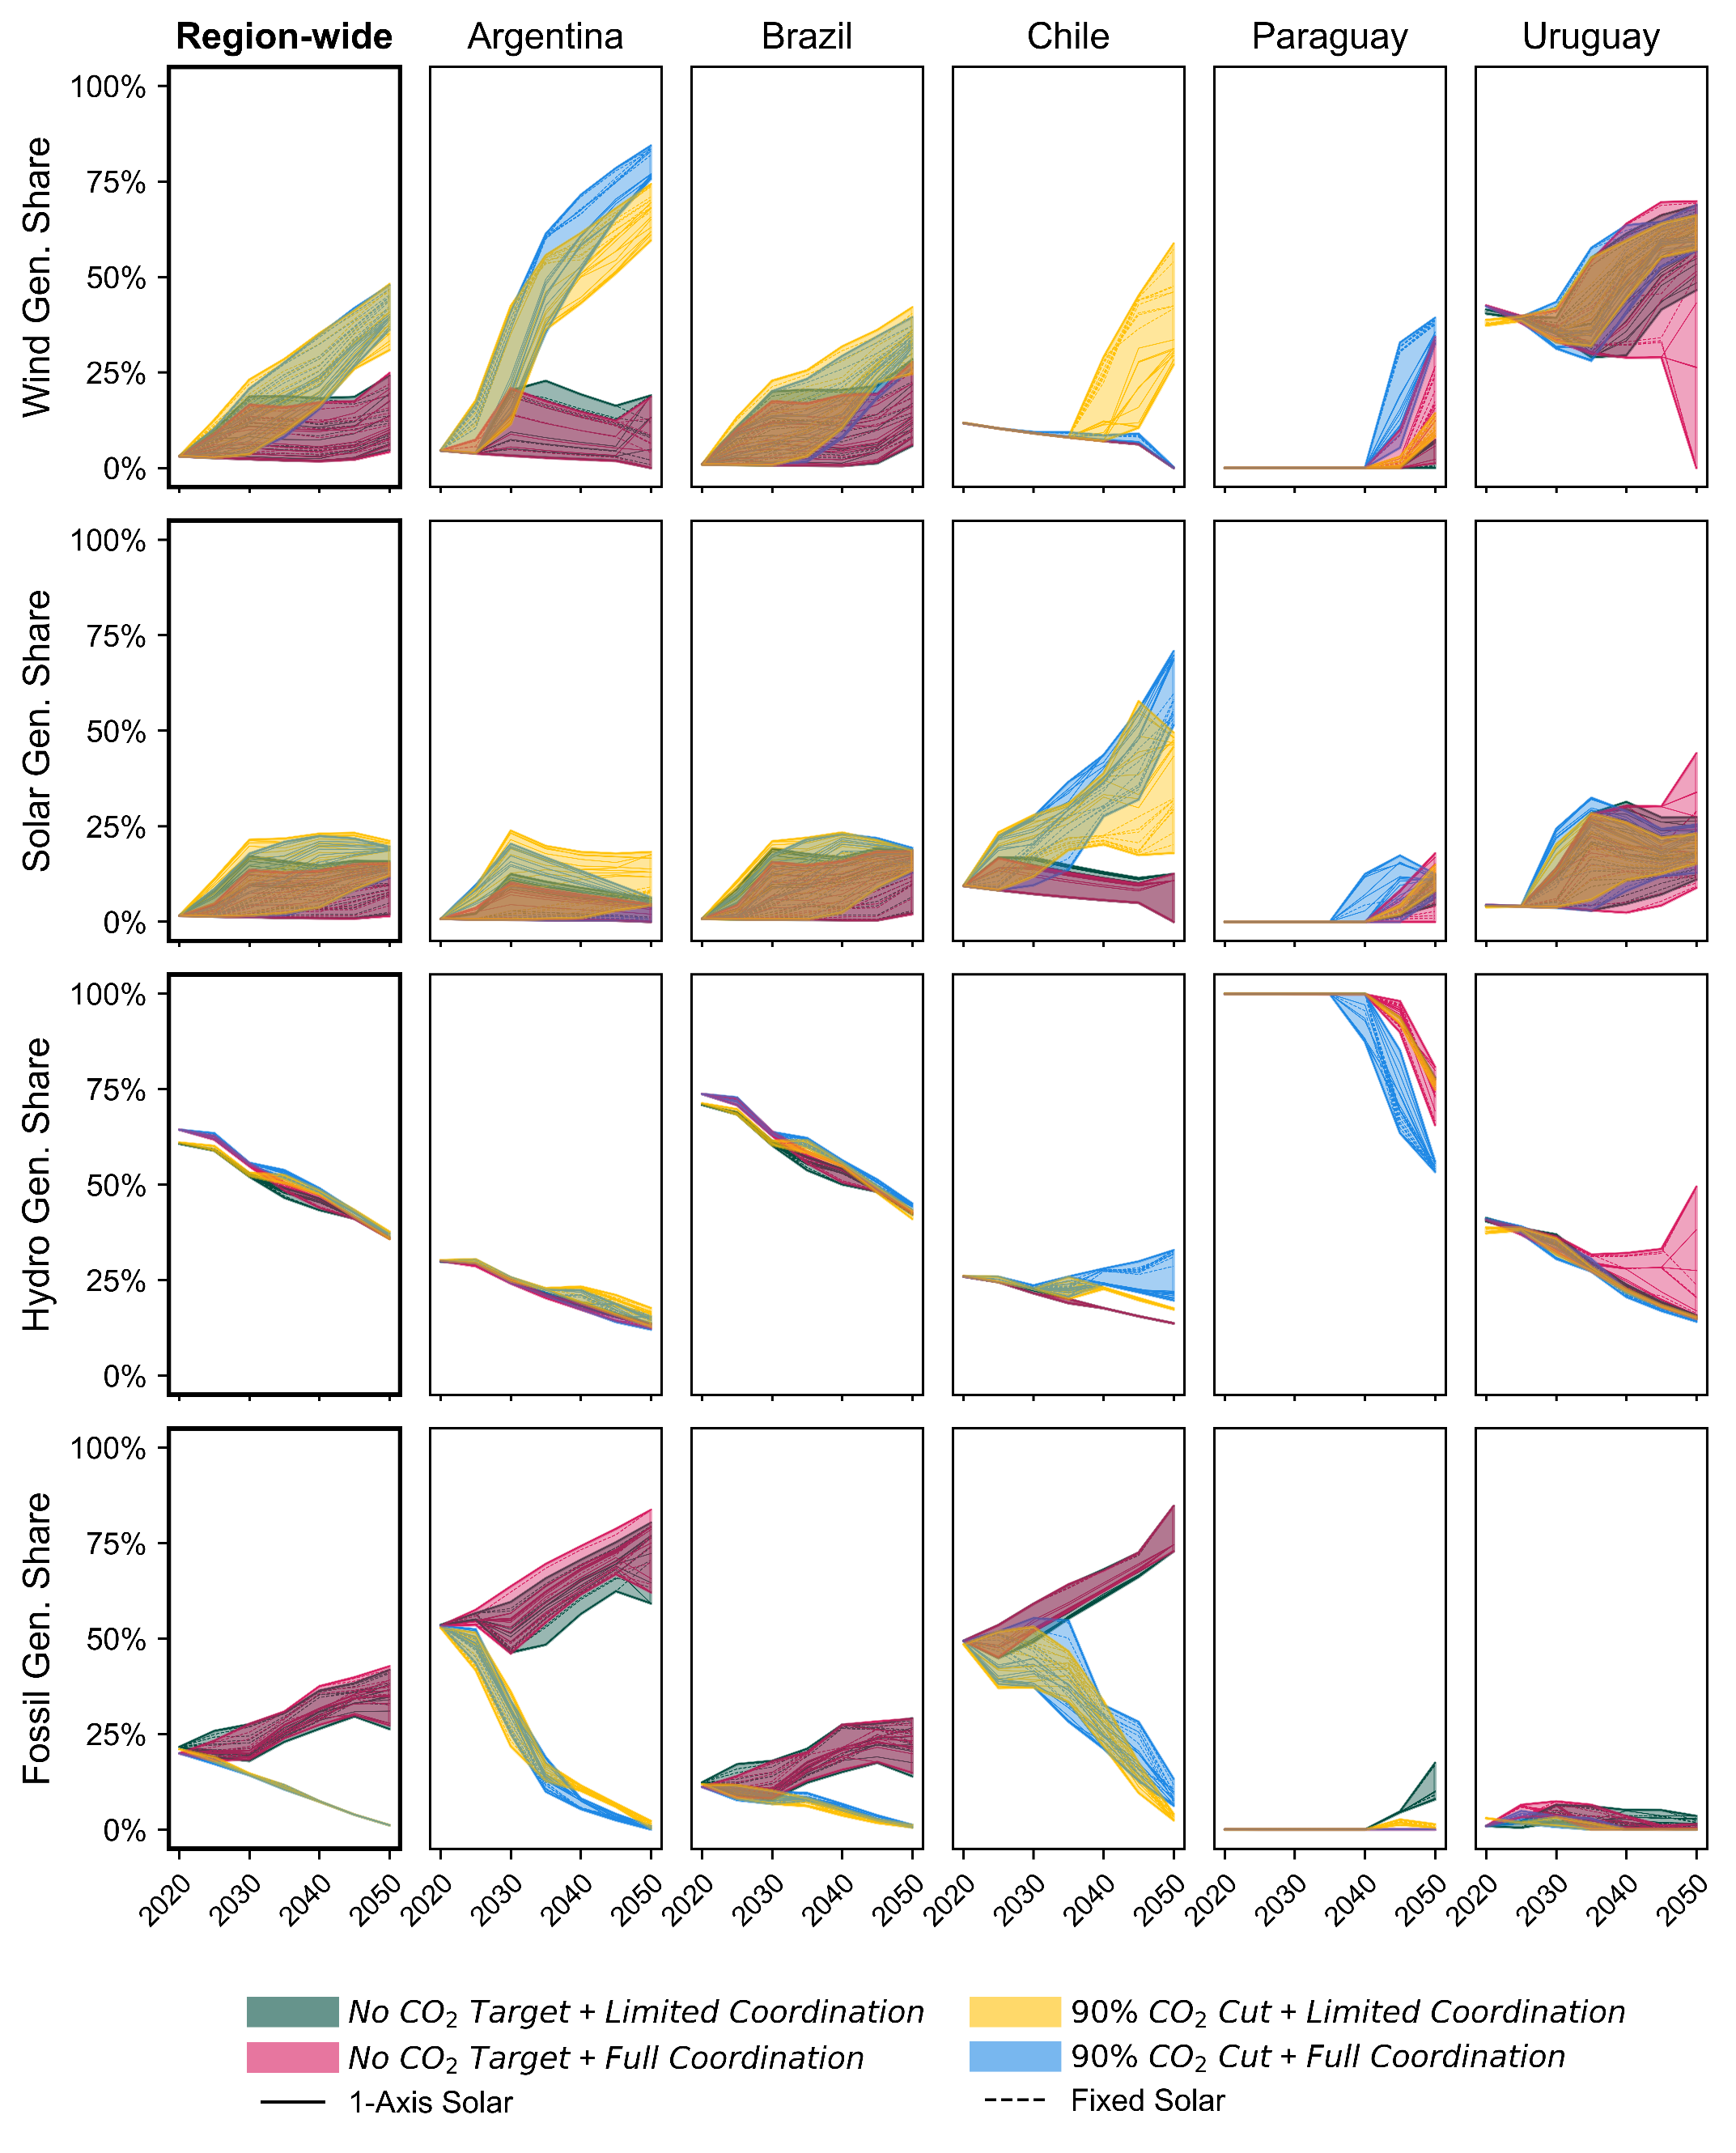 Region-wide Argentina Brazil Chile Paraguay Uruguay
Wind Gen. Share
100%
75%
50%
25%
0%
Solar Gen. Share
100%
75%
50%
25%
0%
Hydro Gen. Share
100%
75%
50%
25%
0%
Fossil Gen. Share
100%
75%
50%
25%
0%
2020 2030 2040 2050 2020 2030 2040 2050 2020 2030 2040 2050 2020 2030 2040 2050 2020 2030 2040 2050 2020 2030 2040 2050
No CO₂ Target + Limited Coordination 90% CO₂ Cut + Limited Coordination
No CO₂ Target + Full Coordination 90% CO₂ Cut + Full Coordination
1-Axis Solar Fixed Solar